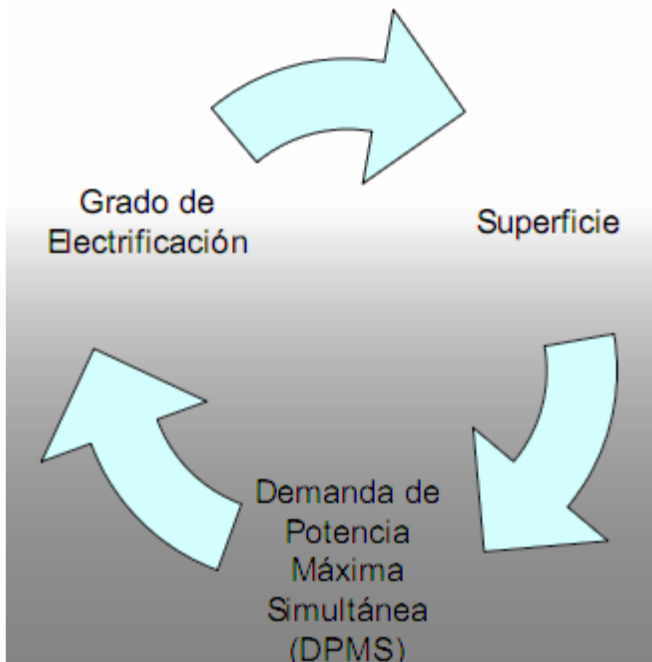 Grado de
Electrificación
Superficie
Demanda de
Potencia
Máxima
Simultánea
(DPMS)